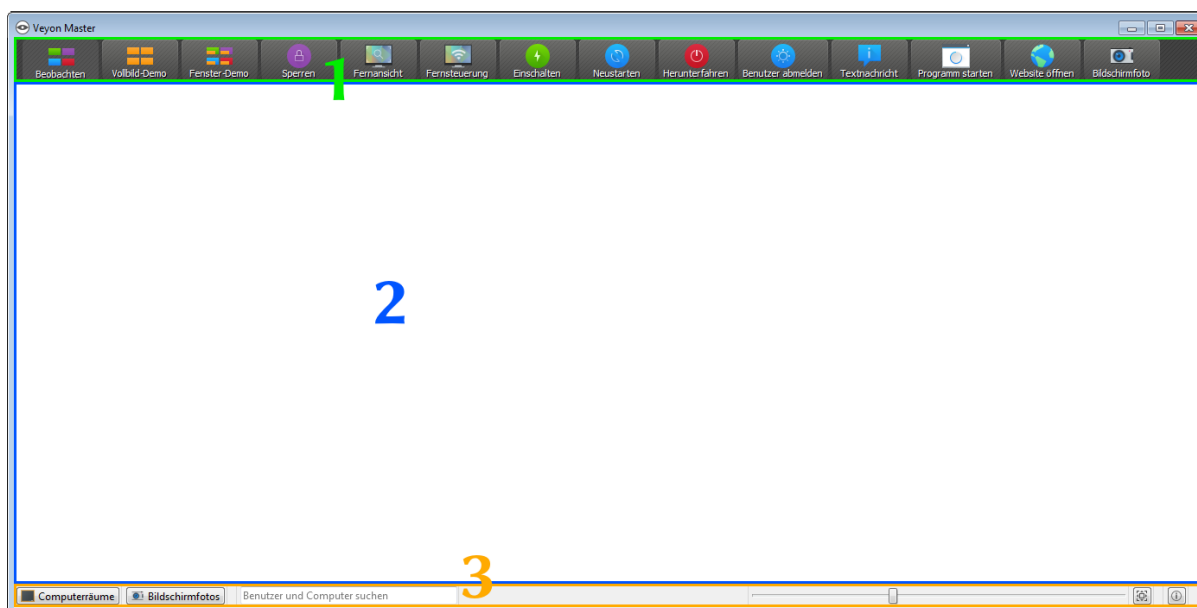 Veyon Master
Beobachten Vollbild-Demo Fenster-Demo Sperren Fernansicht Fernsteuerung Einschalten Neustarten Herunterfahren Benutzer abmelden Textnachricht Programm starten Website öffnen Bildschirmfoto
1
2
3
Computerräume Bildschirmfotos Benutzer und Computer suchen